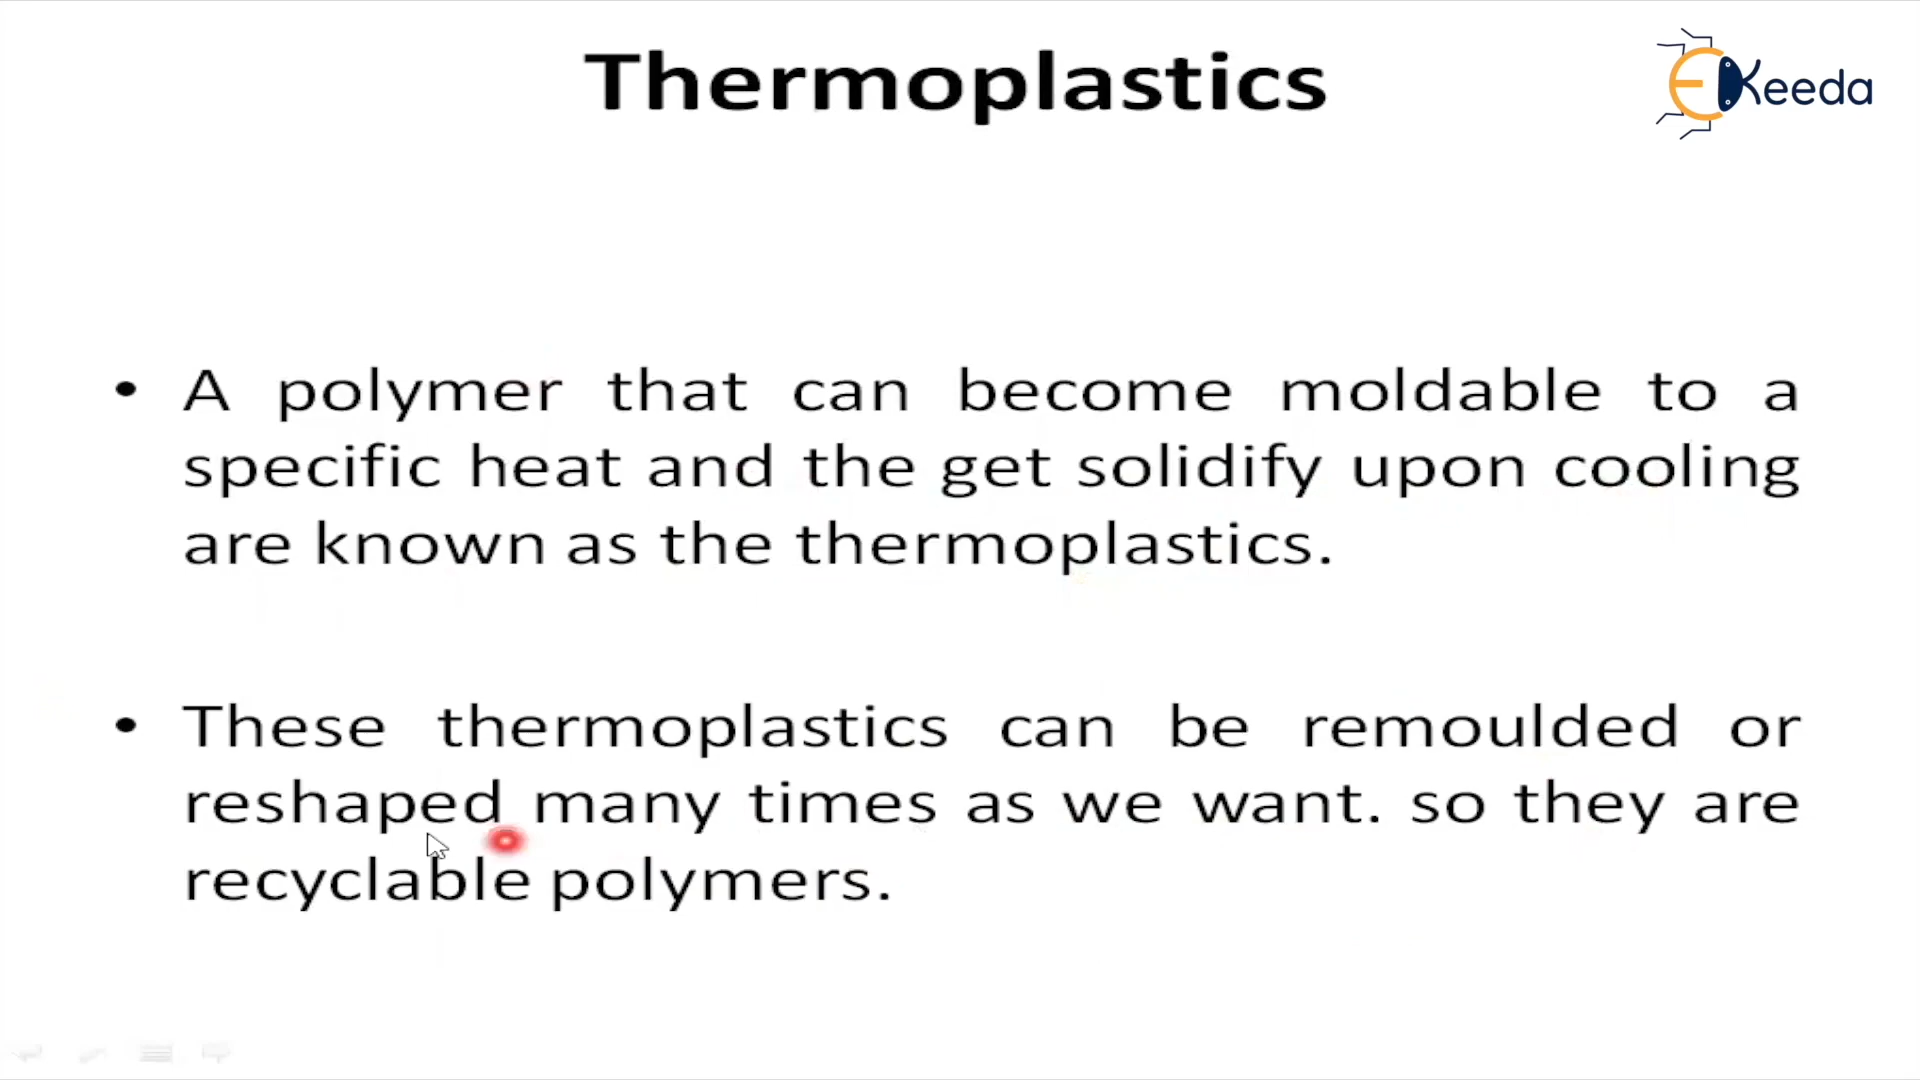 Thermoplastics
EKeeda
• A polymer that can become moldable to a
specific heat and the get solidify upon cooling
are known as the thermoplastics.
• These thermoplastics can be remoulded or
reshaped many times as we want. so they are
recyclable polymers.